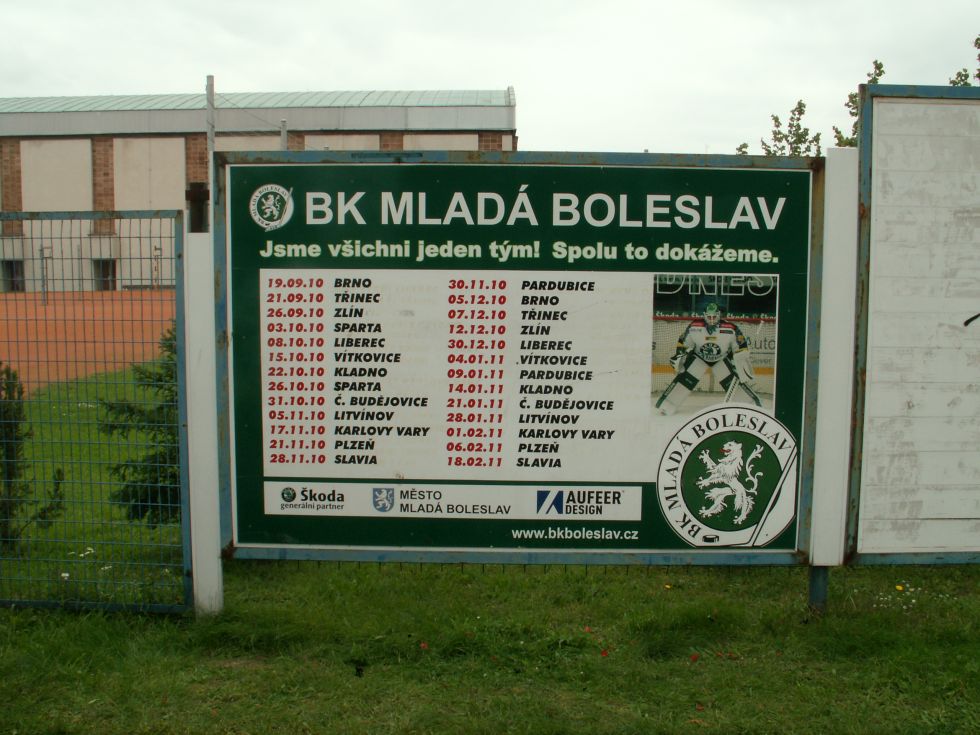 BK MLADÁ BOLESLAV
Jsme všichni jeden tým! Spolu to dokážeme.
19.09.10 BRNO
21.09.10 TŘINEC
26.09.10 ZLÍN
03.10.10 SPARTA
08.10.10 LIBEREC
15.10.10 VÍTKOVICE
22.10.10 KLADNO
26.10.10 SPARTA
31.10.10 Č. BUDĚJOVICE
05.11.10 LITVÍNOV
17.11.10 KARLOVY VARY
21.11.10 PLZEŇ
28.11.10 SLAVIA
30.11.10 PARDUBICE
05.12.10 BRNO
07.12.10 TŘINEC
12.12.10 ZLÍN
30.12.10 LIBEREC
04.01.11 VÍTKOVICE
09.01.11 PARDUBICE
14.01.11 KLADNO
21.01.11 Č. BUDĚJOVICE
28.01.11 LITVÍNOV
01.02.11 KARLOVY VARY
06.02.11 PLZEŇ
18.02.11 SLAVIA
DNES
Auto
BK MLADÁ BOLESLAV
Škoda
generální partner
MĚSTO
MLADÁ BOLESLAV
AUFEER
DESIGN
www.bkboleslav.cz